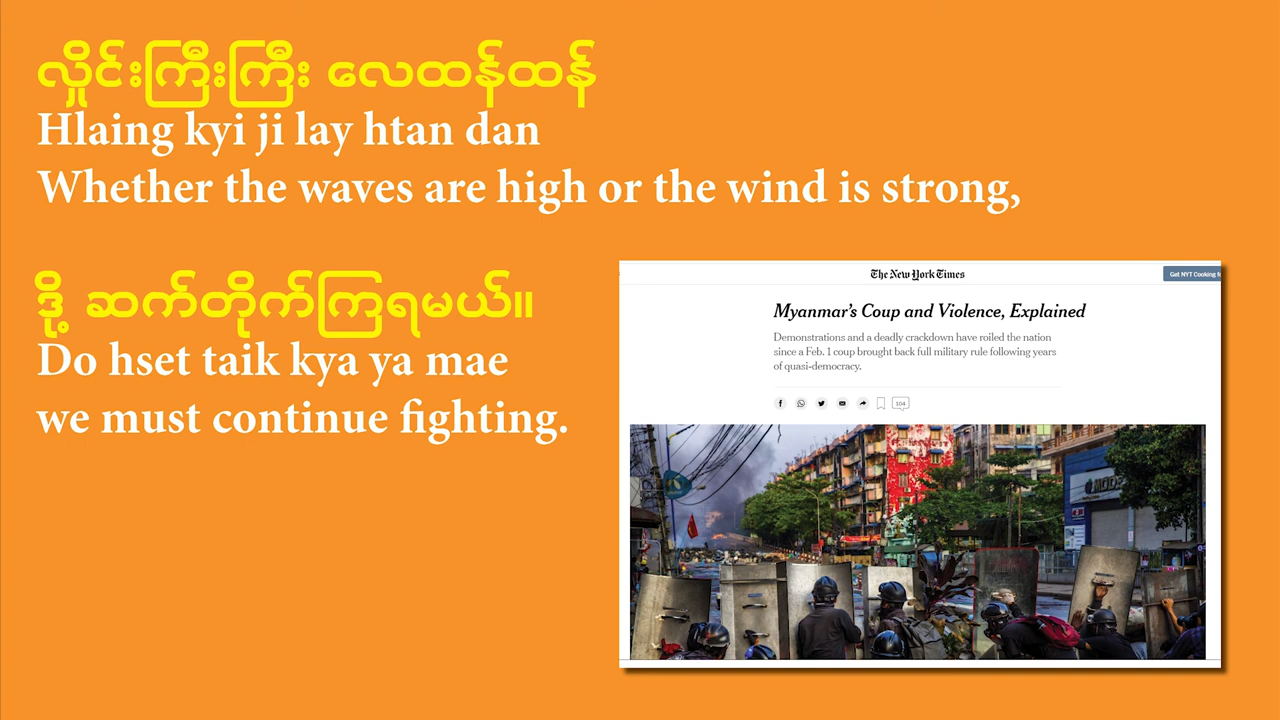 လှိုင်းကြီးကြီး လေထန်ထန်
Hlaing kyi ji lay htan dan
Whether the waves are high or the wind is strong,
ဒို့ ဆက်တိုက်ကြရမယ်။
Do hset taik kya ya mae
we must continue fighting.
The New York Times
Get NYT Cooking
Myanmar's Coup and Violence, Explained
Demonstrations and a deadly crackdown have roiled the nation
since a Feb. 1 coup brought back full military rule following years
of quasi-democracy.
104